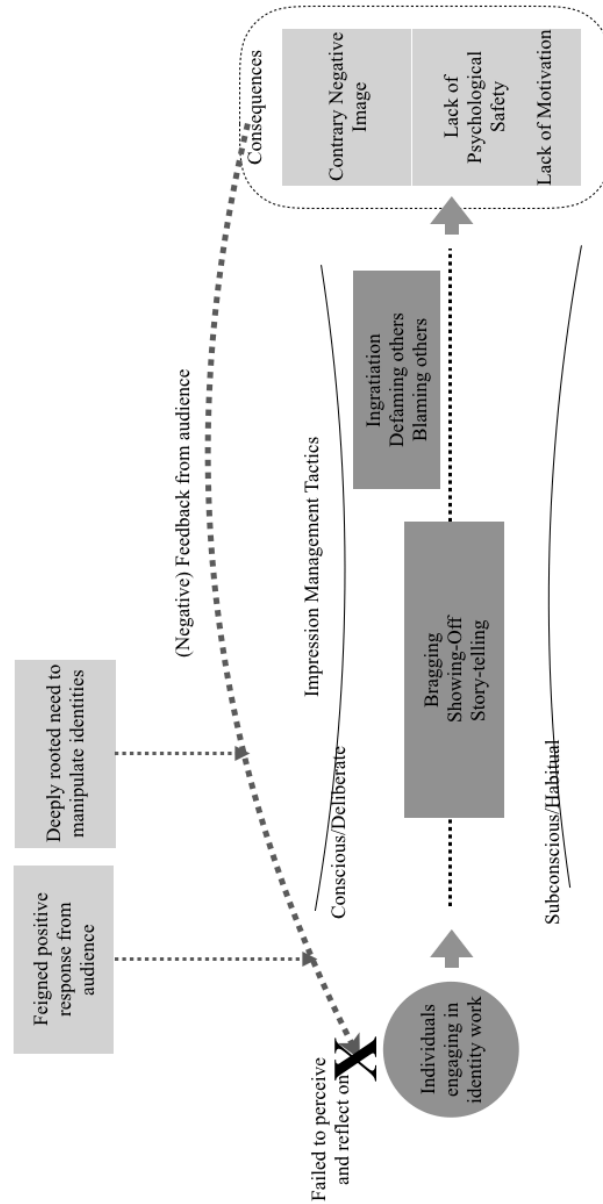 Feigned positive
response from
audience
Deeply rooted need to
manipulate identities
(Negative) Feedback from audience
Failed to perceive
and reflect on
X
Individuals
engaging in
identity work
Conscious/Deliberate
Impression Management Tactics
Bragging
Showing-Off
Story-telling
Ingratiation
Defaming others
Blaming others
Subconscious/Habitual
Consequences
Contrary Negative
Image
Lack of
Psychological
Safety
Lack of Motivation